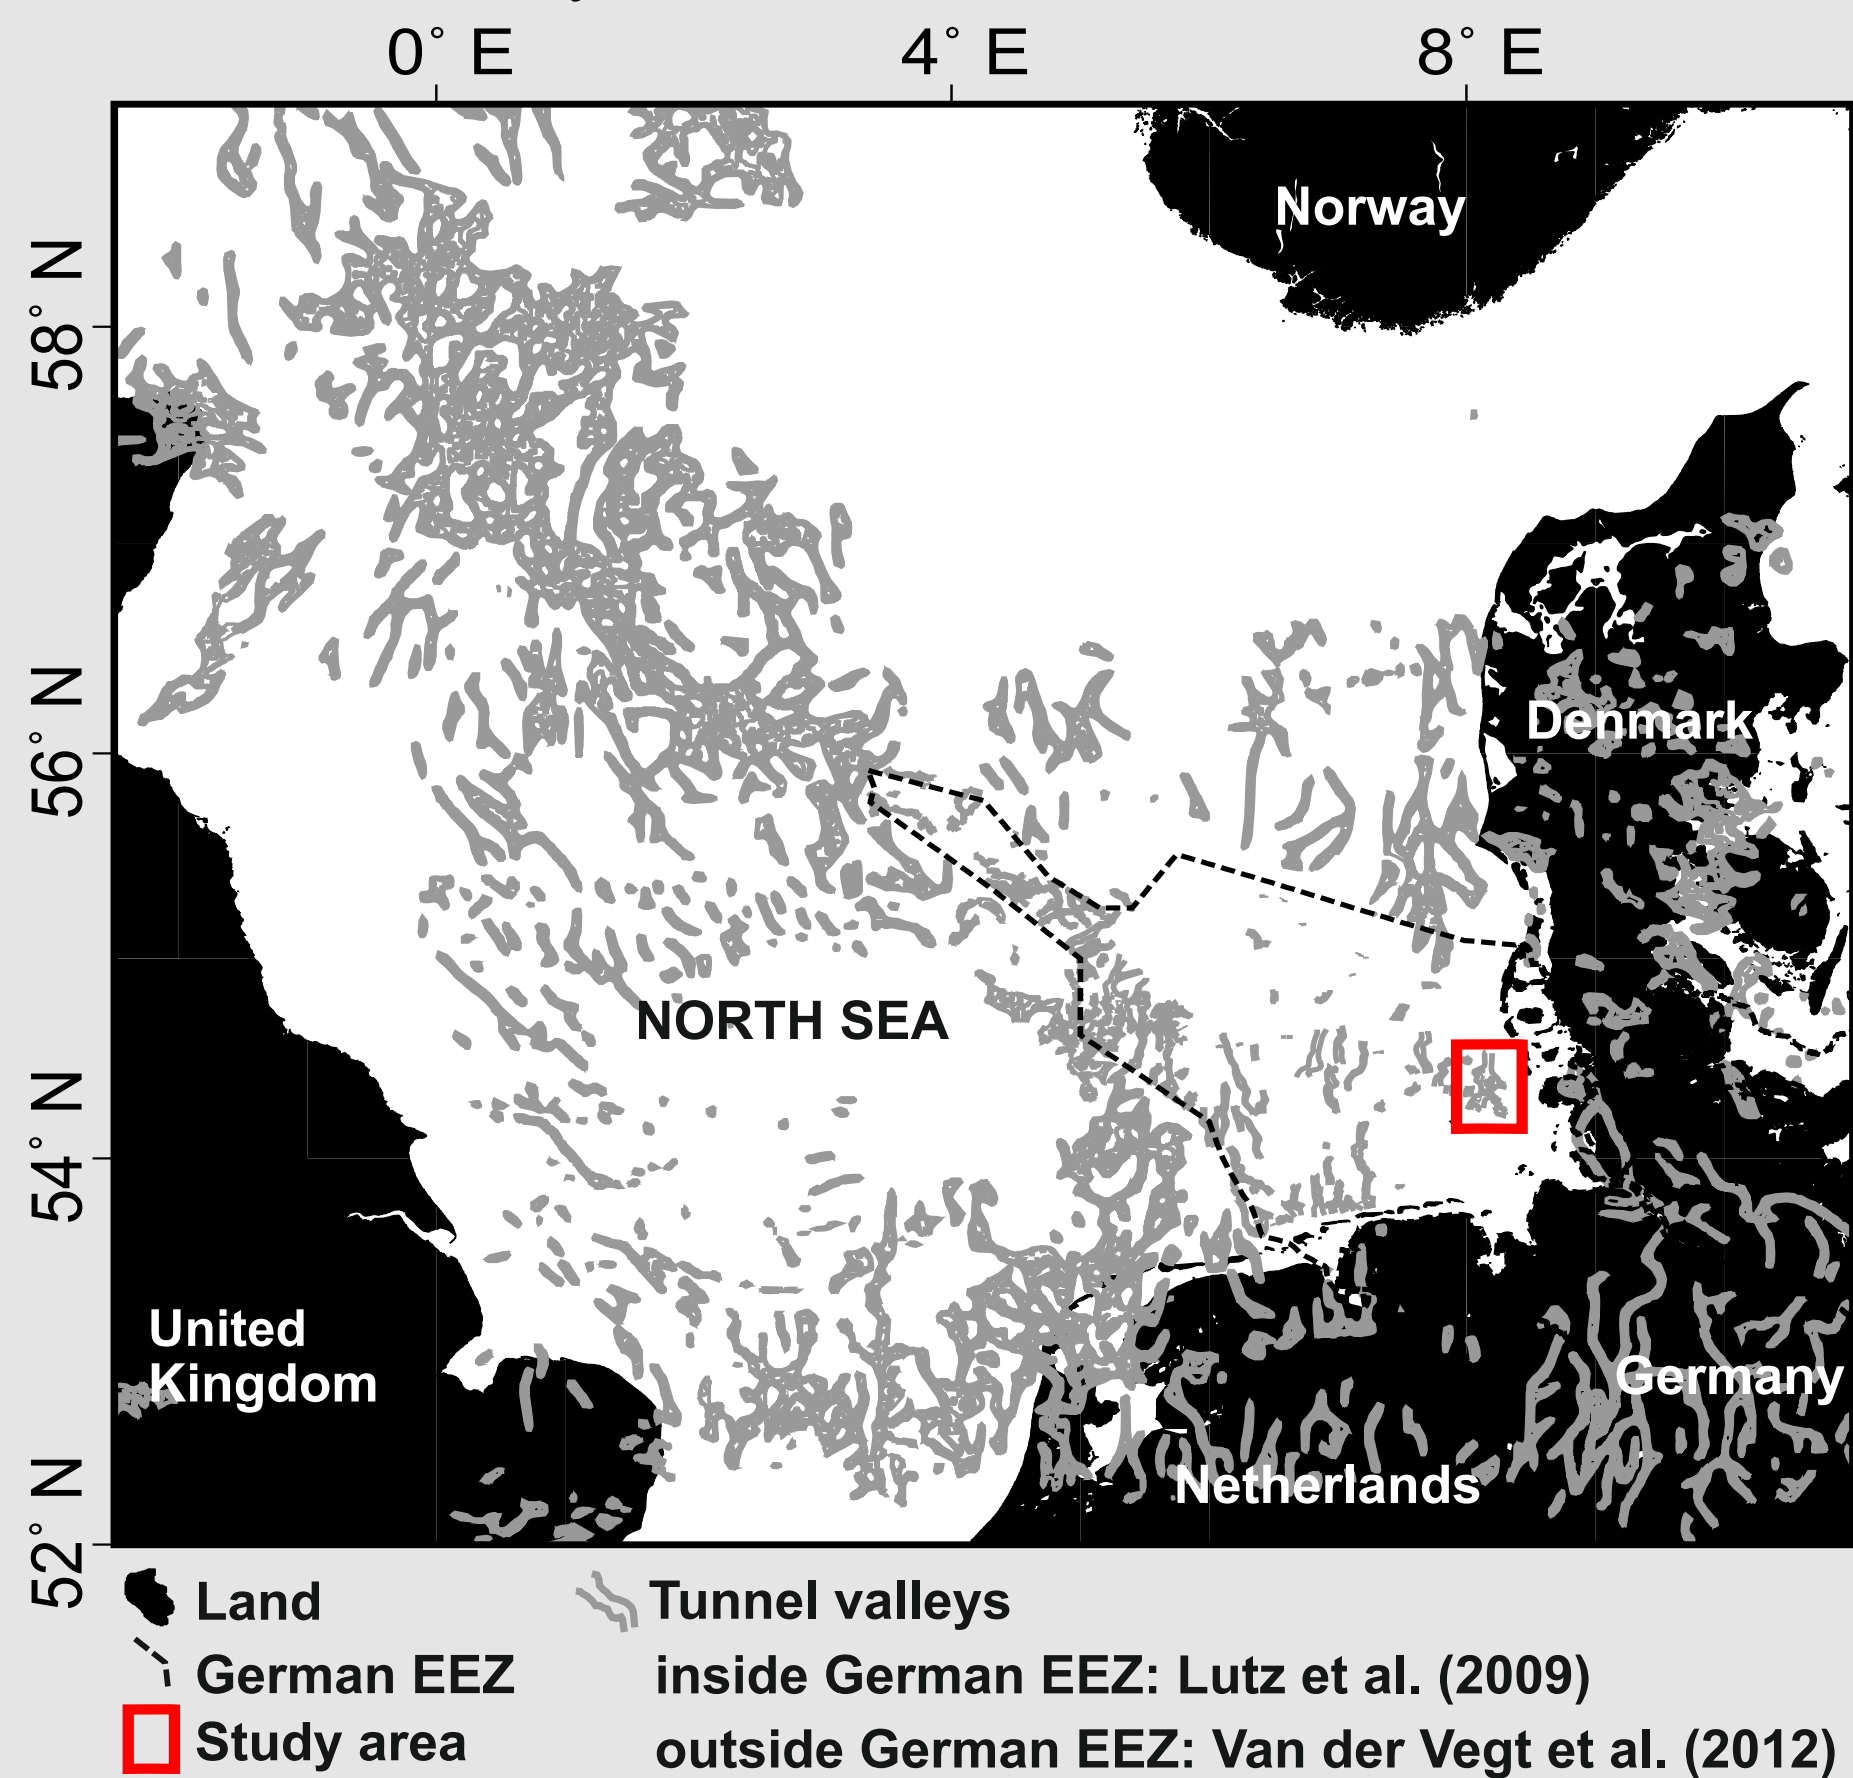 0° E 4° E 8° E
58° N
56° N
54° N
52° N
Norway
Denmark
NORTH SEA
United
Kingdom
Germany
Netherlands
Land
Tunnel valleys
German EEZ
inside German EEZ: Lutz et al. (2009)
Study area
outside German EEZ: Van der Vegt et al. (2012)